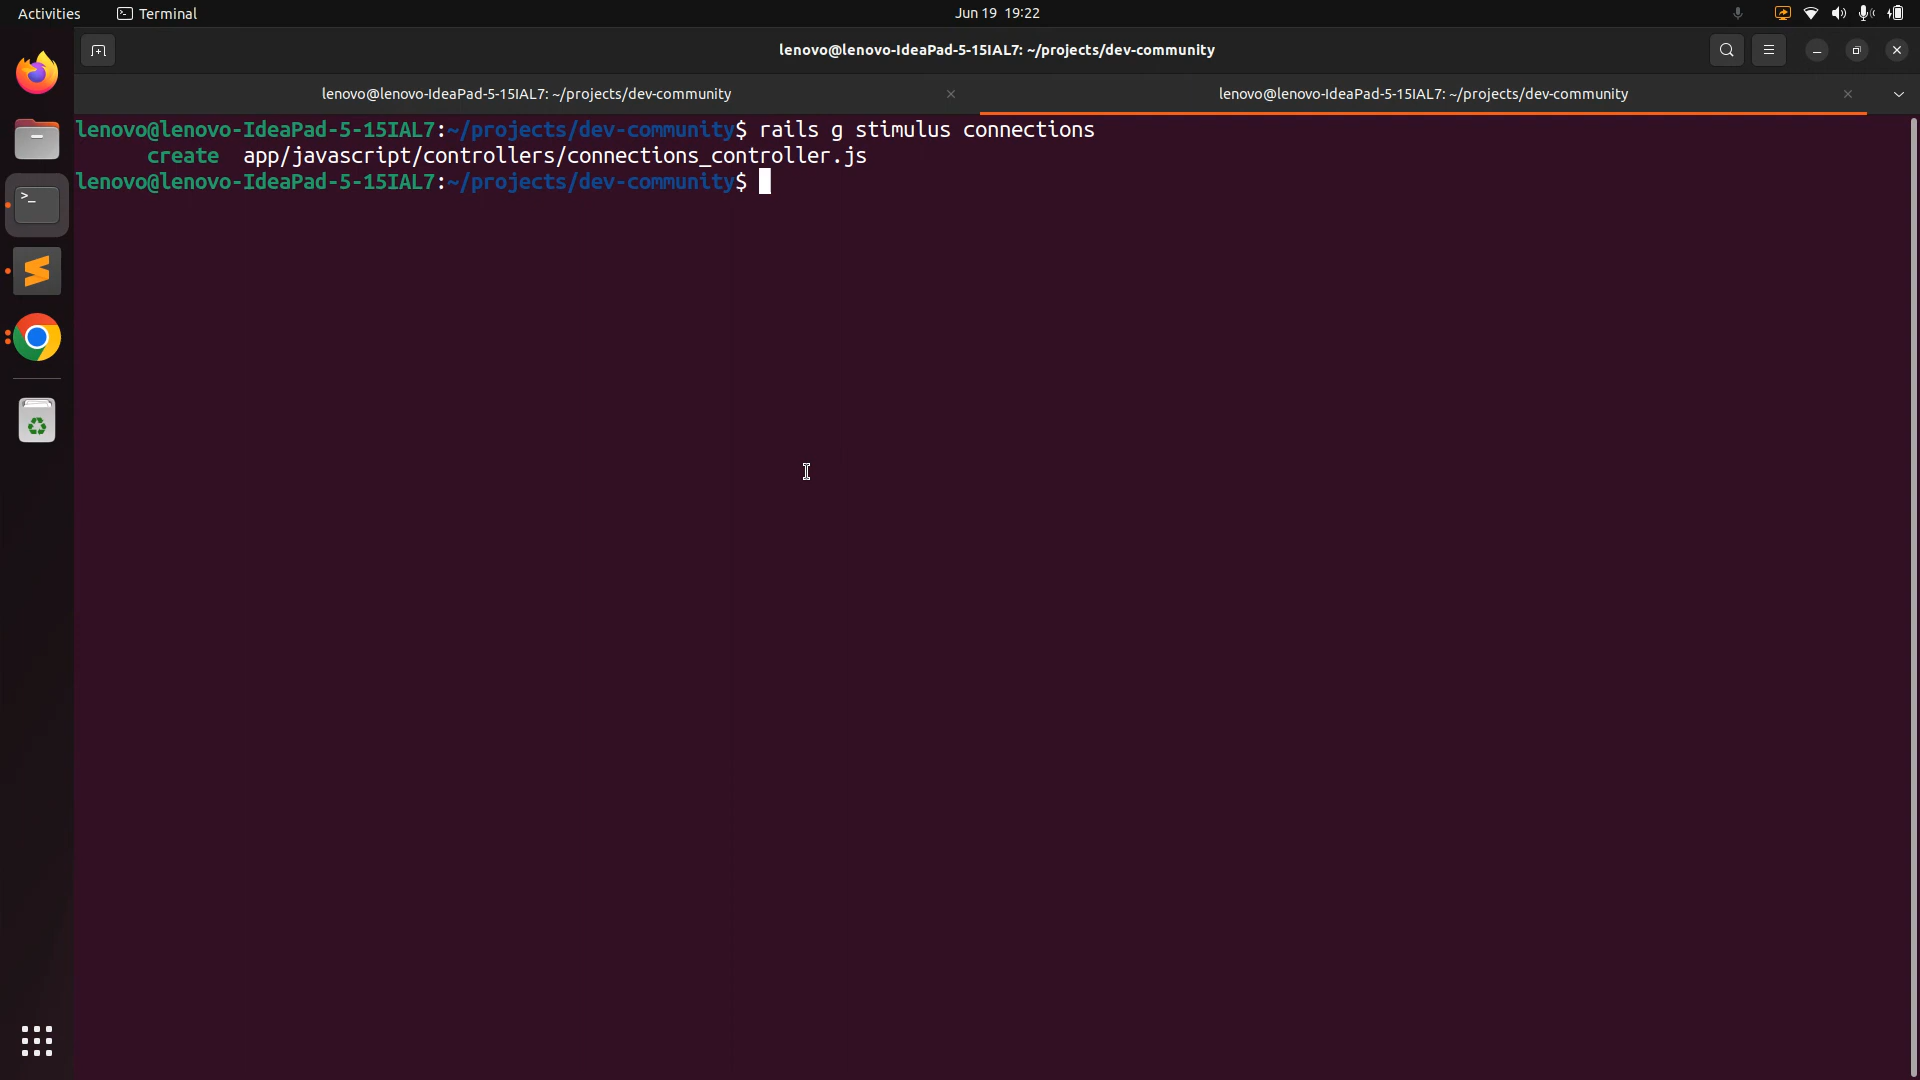 Activities Terminal Jun 19 19:22
lenovo@lenovo-IdeaPad-5-15IAL7: ~/projects/dev-community
lenovo@lenovo-IdeaPad-5-15IAL7: ~/projects/dev-community lenovo@lenovo-IdeaPad-5-15IAL7: ~/projects/dev-community
lenovo@lenovo-IdeaPad-5-15IAL7:~/projects/dev-community$ rails g stimulus connections
create app/javascript/controllers/connections_controller.js
lenovo@lenovo-IdeaPad-5-15IAL7:~/projects/dev-community$